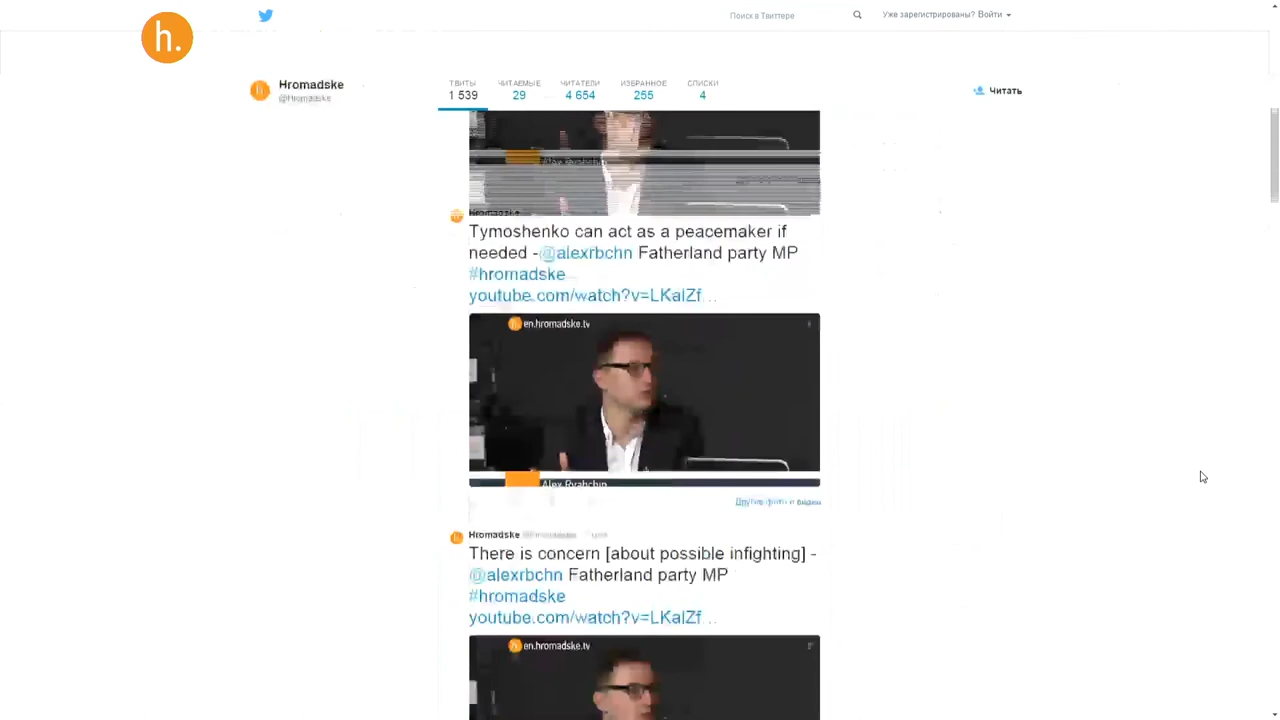 h.
Поиск в Твиттере
Уже зарегистрированы? Войти
Hromadske
@Hromadske
ТВИТЫ
1 539
ЧИТАЕМЫЕ
29
ЧИТАТЕЛИ
4 654
ИЗБРАННОЕ
255
СПИСКИ
4
Читать
Alex Ryabchin
Hromadske
Tymoshenko can act as a peacemaker if
needed -@alexrbchn Fatherland party MP
#hromadske
youtube.com/watch?v=LKalZf…
h. en.hromadske.tv
Alex Ryabchin
Hromadske
There is concern [about possible infighting] -
@alexrbchn Fatherland party MP
#hromadske
youtube.com/watch?v=LKalZf…
h. en.hromadske.tv